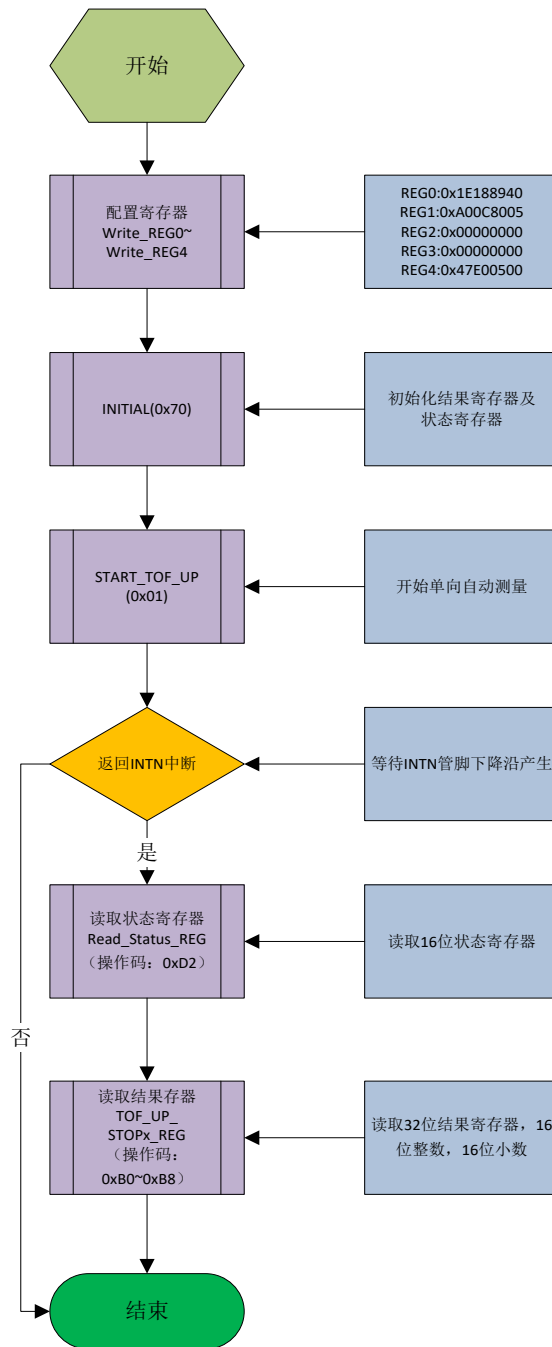 开始
配置寄存器
Write_REG0~
Write_REG4
REG0:0x1E188940
REG1:0xA00C8005
REG2:0x00000000
REG3:0x00000000
REG4:0x47E00500
INITIAL(0x70)
初始化结果寄存器及
状态寄存器
START_TOF_UP
(0x01)
开始单向自动测量
返回INTN中断
等待INTN管脚下降沿产生
是
读取状态寄存器
Read_Status_REG
（操作码：0xD2）
读取16位状态寄存器
否
读取结果存器
TOF_UP_
STOPx_REG
（操作码：
0xB0~0xB8）
读取32位结果寄存器，16
位整数，16位小数
结束